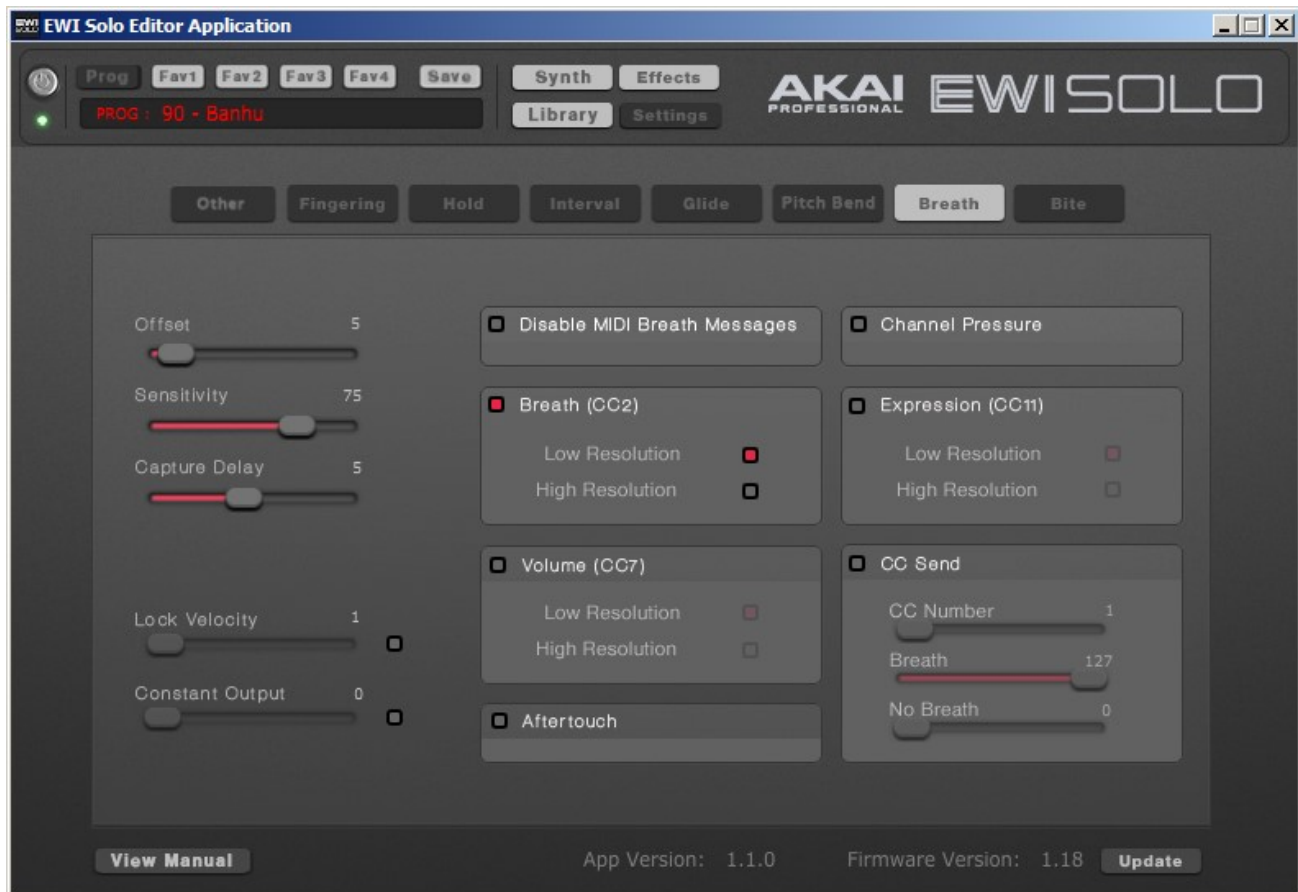 EWI Solo Editor Application
Prog Fav1 Fav2 Fav3 Fav4 Save
PROG : 90 - Banhu
Synth Effects
Library Settings
AKAI PROFESSIONAL EWI SOLO
Other Fingering Hold Interval Glide Pitch Bend Breath Bite
Offset 5
Sensitivity 75
Capture Delay 5
Lock Velocity 1
Constant Output 0
Disable MIDI Breath Messages
Breath (CC2)
Low Resolution
High Resolution
Volume (CC7)
Low Resolution
High Resolution
Aftertouch
Channel Pressure
Expression (CC11)
Low Resolution
High Resolution
CC Send
CC Number 1
Breath 127
No Breath 0
View Manual
App Version: 1.1.0
Firmware Version: 1.18
Update